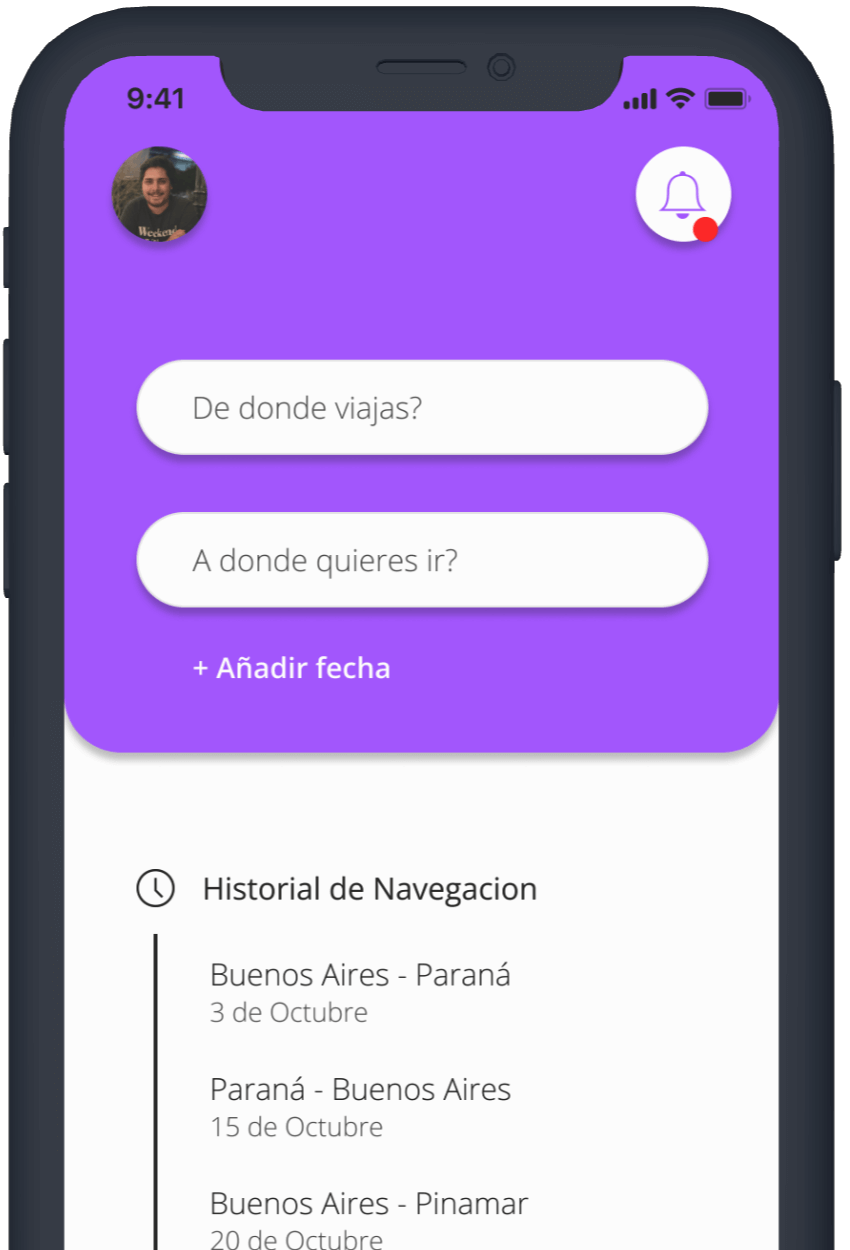 9:41
Weekend
De donde viajas?
A donde quieres ir?
+ Añadir fecha
Historial de Navegacion
Buenos Aires - Paraná
3 de Octubre
Paraná - Buenos Aires
15 de Octubre
Buenos Aires - Pinamar
20 de Octubre